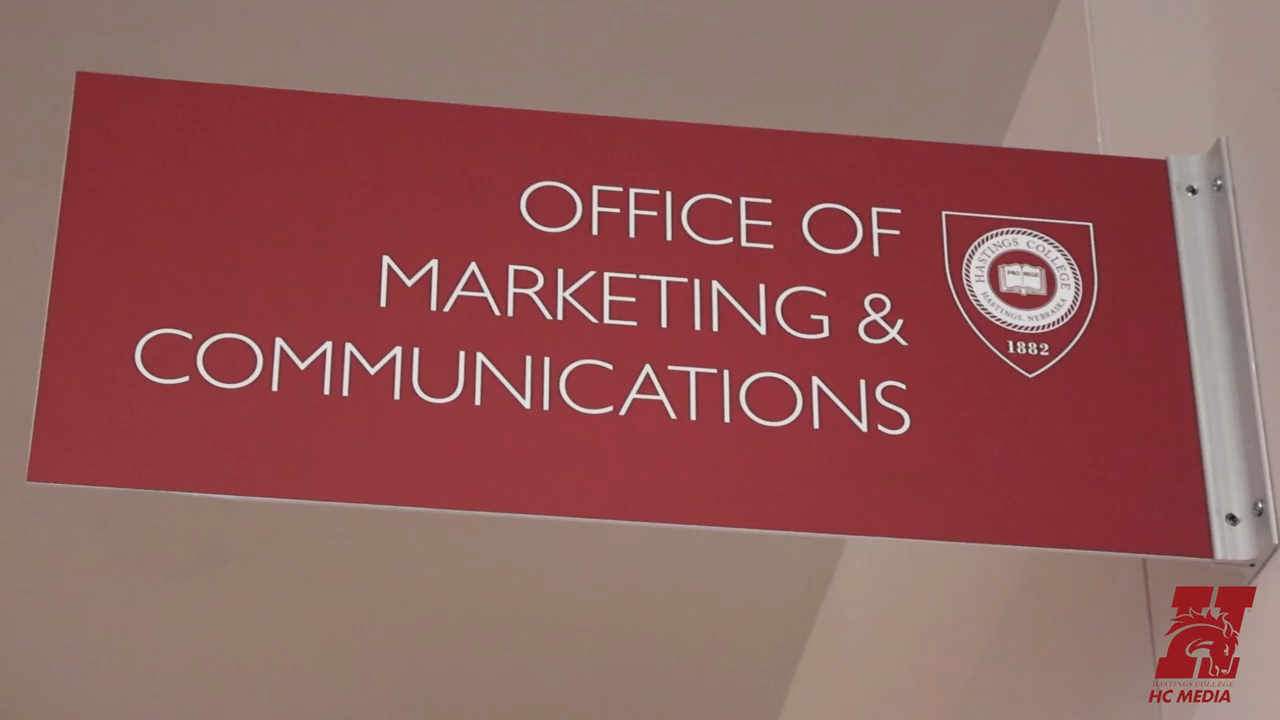 OFFICE OF
MARKETING &
COMMUNICATIONS
HASTINGS COLLEGE
PRO REGE
HASTINGS, NEBRASKA
1882
HASTINGS COLLEGE
HC MEDIA